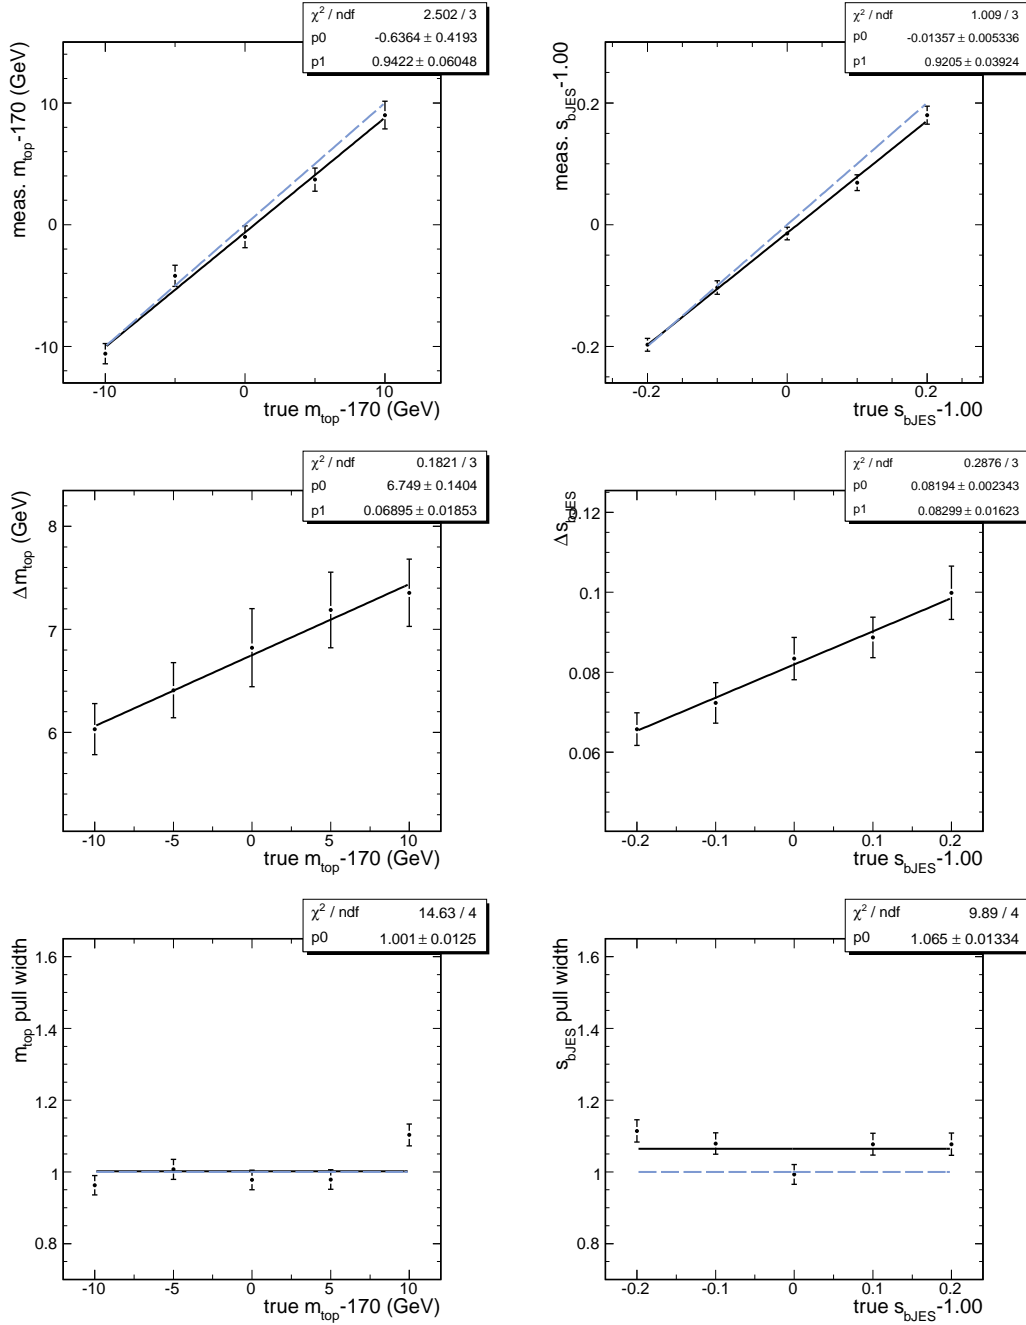 χ² / ndf 2.502 / 3
p0 -0.6364 ± 0.4193
p1 0.9422 ± 0.06048
meas. m_top-170 (GeV)
10
0
-10
-10 0 10
true m_top-170 (GeV)
χ² / ndf 1.009 / 3
p0 -0.01357 ± 0.005336
p1 0.9205 ± 0.03924
meas. s_bJES-1.00
0.2
0
-0.2
-0.2 0 0.2
true s_bJES-1.00
χ² / ndf 0.1821 / 3
p0 6.749 ± 0.1404
p1 0.06895 ± 0.01853
Δm_top (GeV)
8
7
6
-10 -5 0 5 10
true m_top-170 (GeV)
χ² / ndf 0.2876 / 3
p0 0.08194 ± 0.002343
p1 0.08299 ± 0.01623
Δs_bJES
0.12
0.1
0.08
0.06
-0.2 -0.1 0 0.1 0.2
true s_bJES-1.00
χ² / ndf 14.63 / 4
p0 1.001 ± 0.0125
m_top pull width
1.6
1.4
1.2
1
0.8
-10 -5 0 5 10
true m_top-170 (GeV)
χ² / ndf 9.89 / 4
p0 1.065 ± 0.01334
s_bJES pull width
1.6
1.4
1.2
1
0.8
-0.2 -0.1 0 0.1 0.2
true s_bJES-1.00